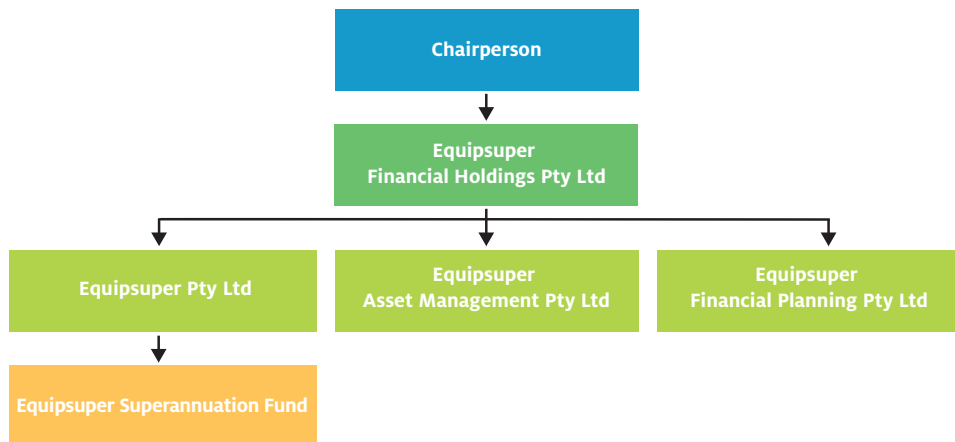 Chairperson
Equipsuper
Financial Holdings Pty Ltd
Equipsuper Pty Ltd
Equipsuper
Asset Management Pty Ltd
Equipsuper
Financial Planning Pty Ltd
Equipsuper Superannuation Fund